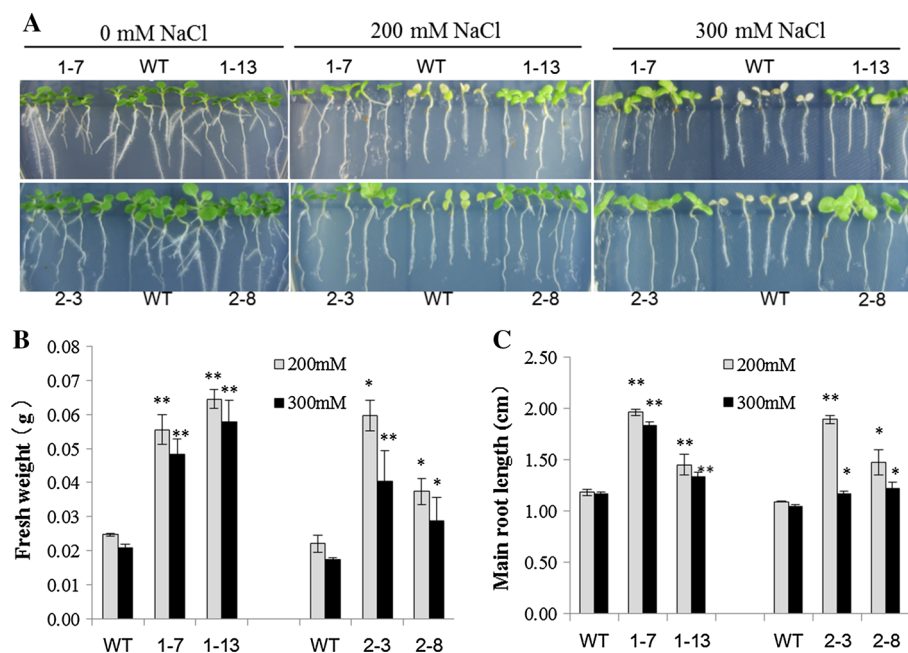 A
0 mM NaCl
200 mM NaCl
300 mM NaCl
1-7 WT 1-13
1-7 WT 1-13
1-7 WT 1-13
2-3 WT 2-8
2-3 WT 2-8
2-3 WT 2-8
B
Fresh weight (g)
0.08
0.07
0.06
0.05
0.04
0.03
0.02
0.01
0.00
200mM
300mM
** ** ** ** * ** * *
WT 1-7 1-13 WT 2-3 2-8
C
Main root length (cm)
2.50
2.00
1.50
1.00
0.50
0.00
200mM
300mM
** ** ** ** ** * * *
WT 1-7 1-13 WT 2-3 2-8